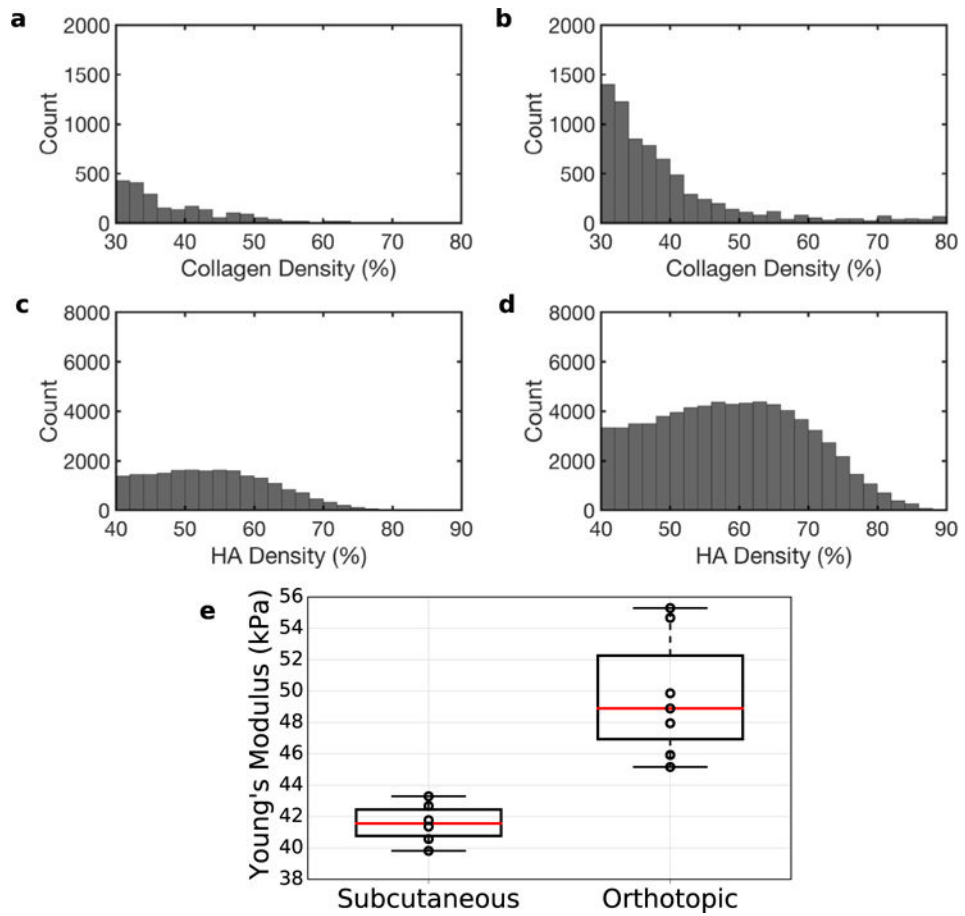 a
2000
1500
1000
500
0
Count
30 40 50 60 70 80
Collagen Density (%)
b
2000
1500
1000
500
0
Count
30 40 50 60 70 80
Collagen Density (%)
c
8000
6000
4000
2000
0
Count
40 50 60 70 80 90
HA Density (%)
d
8000
6000
4000
2000
0
Count
40 50 60 70 80 90
HA Density (%)
e
Young's Modulus (kPa)
56
54
52
50
48
46
44
42
40
38
Subcutaneous Orthotopic